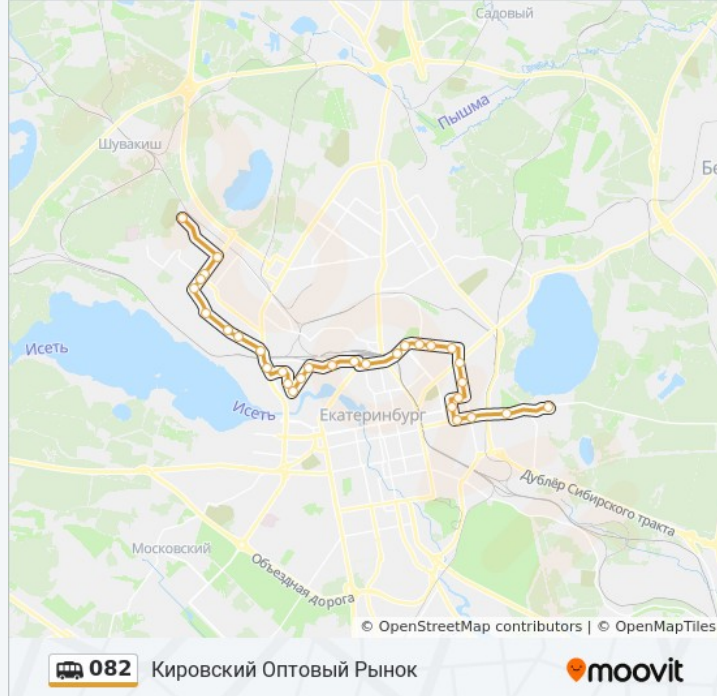 Садовый
Пышма
Шувакиш
Бе
Исеть
Исеть
Екатеринбург
Дублёр Сибирского тракта
Московский
Объездная дорога
© OpenStreetMap contributors | © OpenMapTiles
082 Кировский Оптовый Рынок
moovit